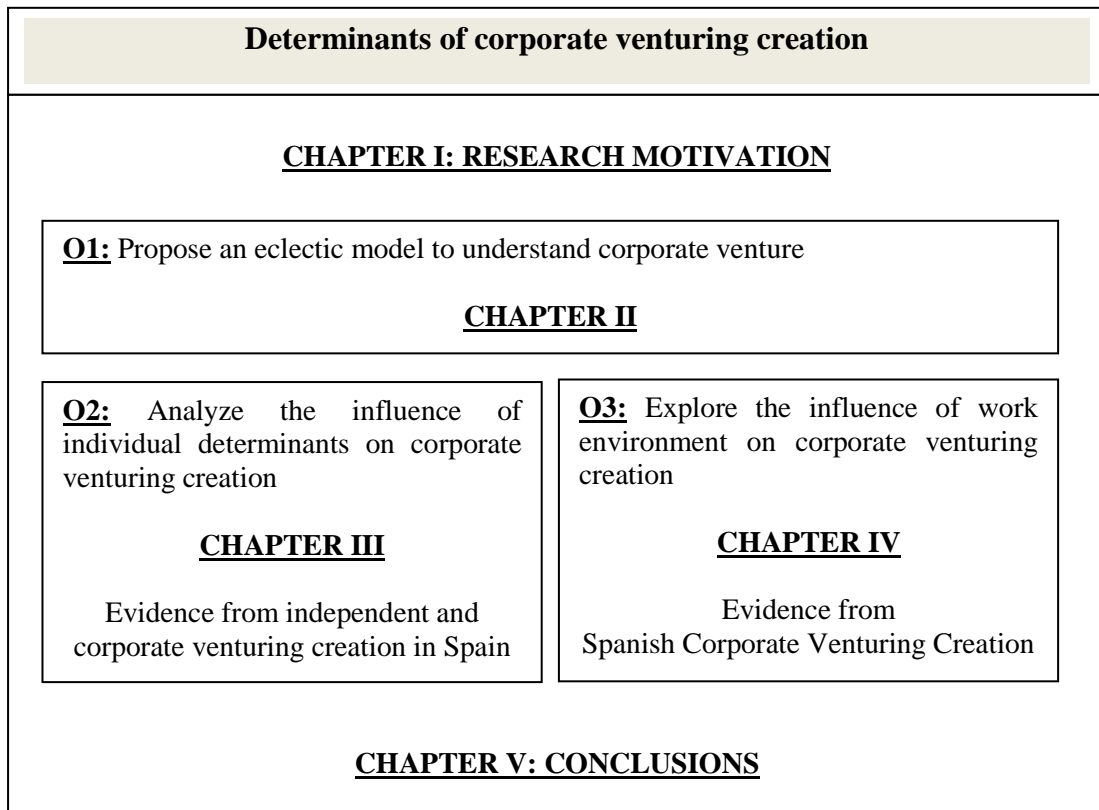 Determinants of corporate venturing creation
CHAPTER I: RESEARCH MOTIVATION
O1: Propose an eclectic model to understand corporate venture
CHAPTER II
O2: Analyze the influence of
individual determinants on corporate
venturing creation
CHAPTER III
Evidence from independent and
corporate venturing creation in Spain
O3: Explore the influence of work
environment on corporate venturing
creation
CHAPTER IV
Evidence from
Spanish Corporate Venturing Creation
CHAPTER V: CONCLUSIONS